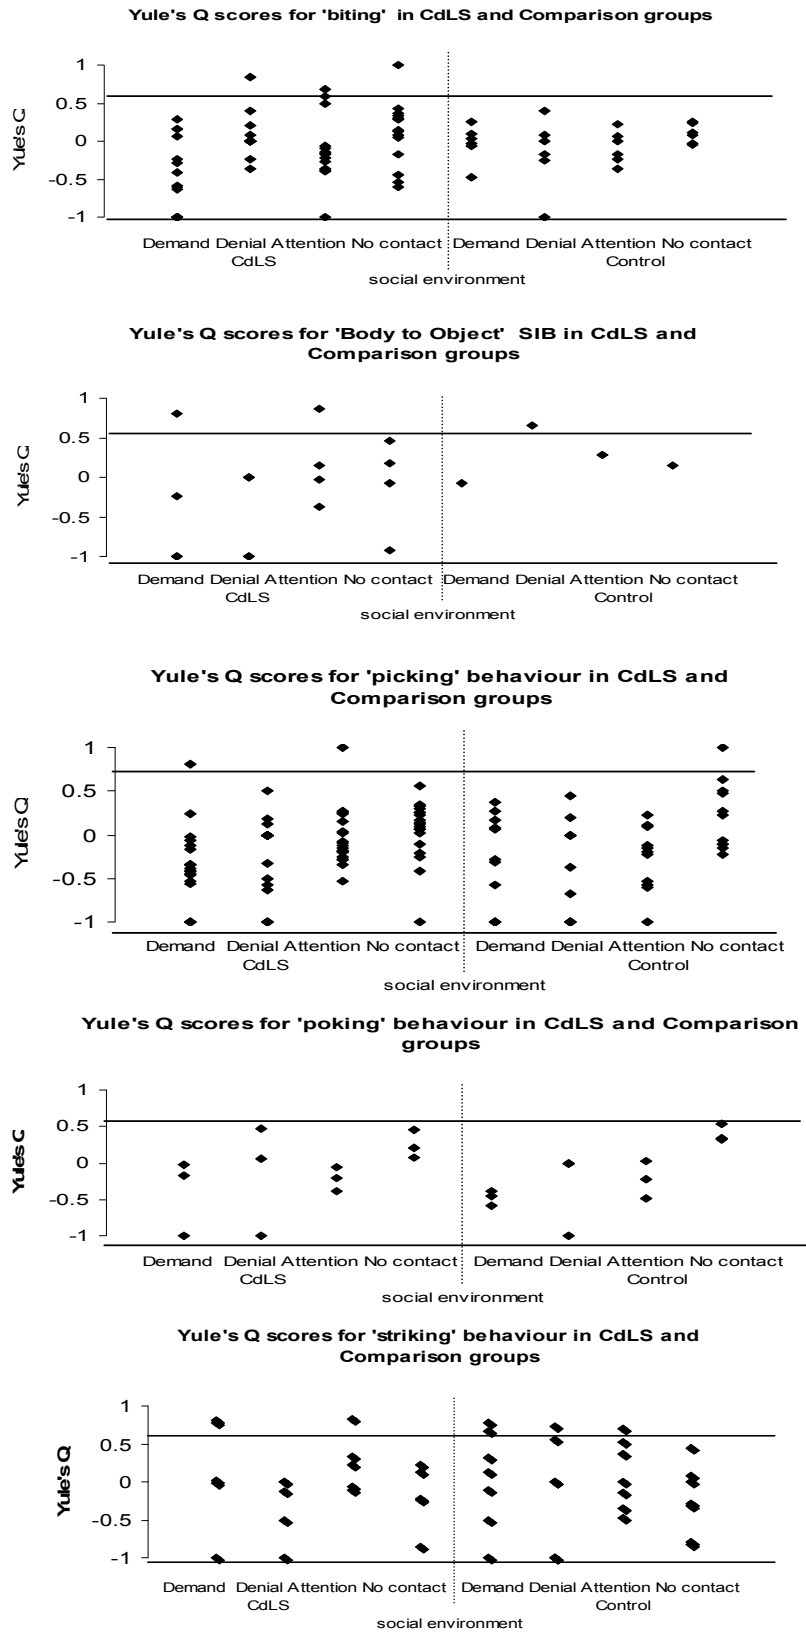 Yule's Q scores for 'biting' in CdLS and Comparison groups
1
0.5
0
-0.5
-1
Yule's Q
Demand Denial Attention No contact Demand Denial Attention No contact
CdLS Control
social environment
Yule's Q scores for 'Body to Object' SIB in CdLS and
Comparison groups
1
0.5
0
-0.5
-1
Yule's Q
Demand Denial Attention No contact Demand Denial Attention No contact
CdLS Control
social environment
Yule's Q scores for 'picking' behaviour in CdLS and
Comparison groups
1
0.5
0
-0.5
-1
Yule's Q
Demand Denial Attention No contact Demand Denial Attention No contact
CdLS Control
social environment
Yule's Q scores for 'poking' behaviour in CdLS and Comparison
groups
1
0.5
0
-0.5
-1
Yule's Q
Demand Denial Attention No contact Demand Denial Attention No contact
CdLS Control
social environment
Yule's Q scores for 'striking' behaviour in CdLS and
Comparison groups
1
0.5
0
-0.5
-1
Yule's Q
Demand Denial Attention No contact Demand Denial Attention No contact
CdLS Control
social environment